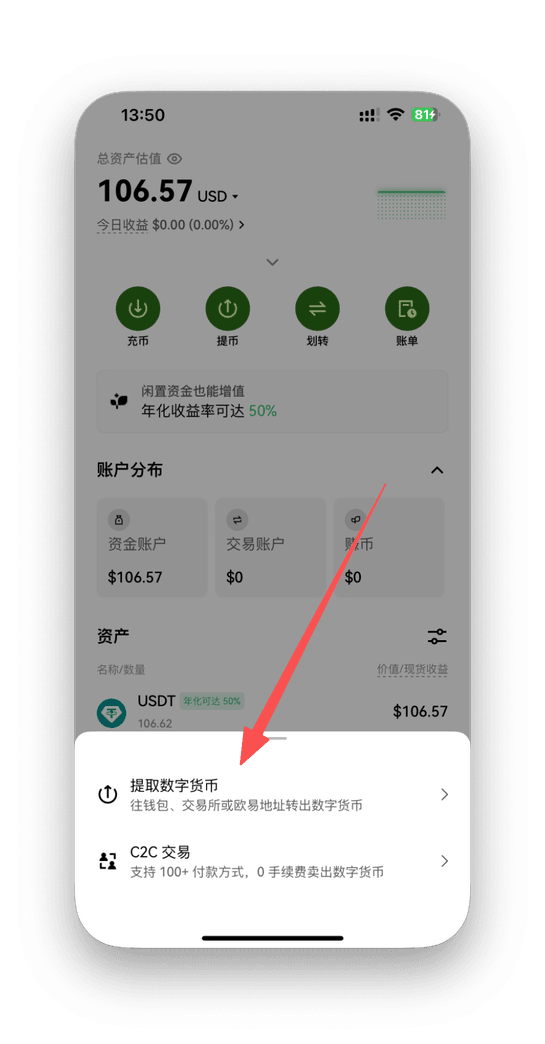 13:50
81
总资产估值
106.57 USD
今日收益 $0.00 (0.00%)
充币
提币
划转
账单
闲置资金也能增值
年化收益率可达 50%
账户分布
资金账户
交易账户
赚币
$106.57
$0
$0
资产
名称/数量
价值/现货收益
USDT
年化可达 50%
$106.57
106.62
提取数字货币
往钱包、交易所或欧易地址转出数字货币
C2C 交易
支持 100+ 付款方式，0 手续费卖出数字货币